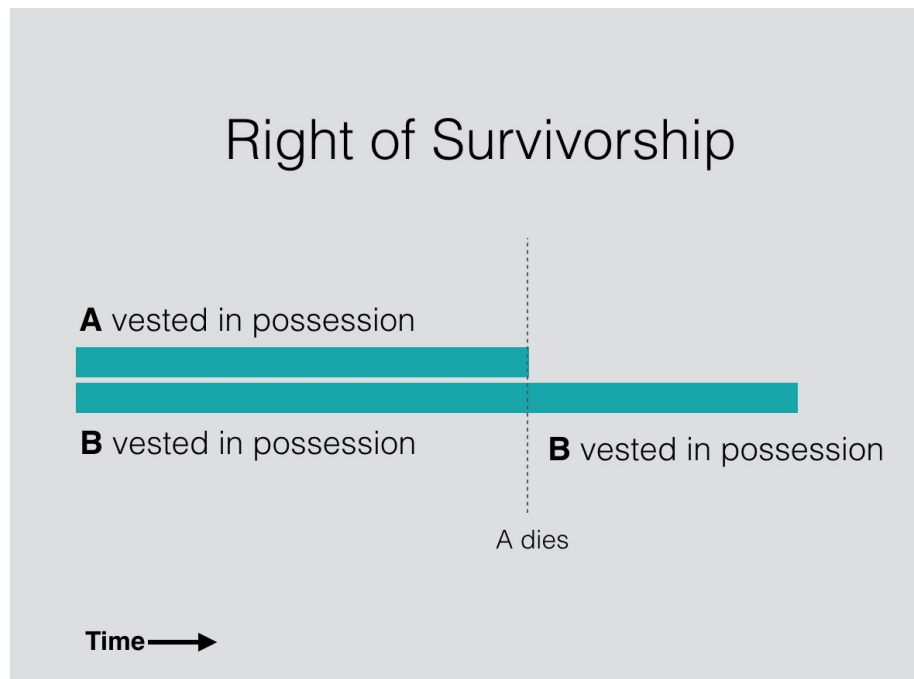 Right of Survivorship
A vested in possession
B vested in possession
B vested in possession
A dies
Time